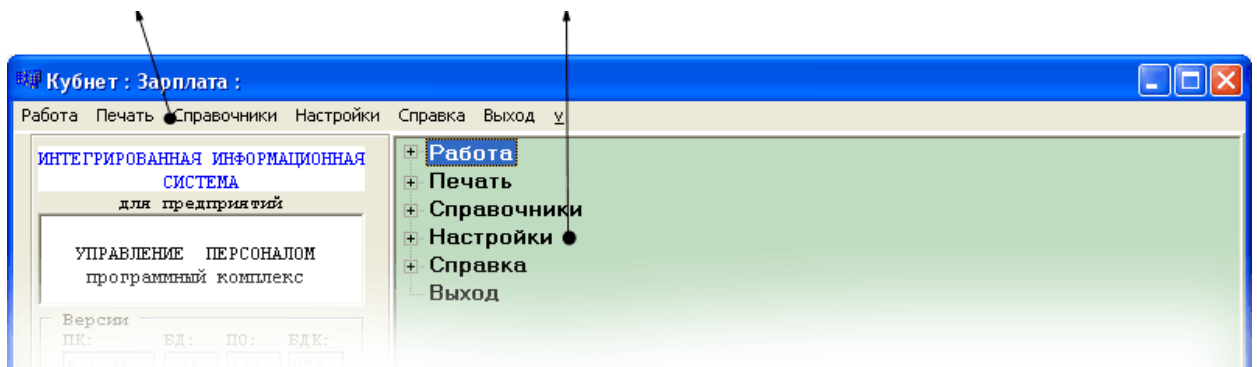 Кубнет : Зарплата :
Работа Печать Справочники Настройки Справка Выход v
ИНТЕГРИРОВАННАЯ ИНФОРМАЦИОННАЯ
СИСТЕМА
для предприятий
УПРАВЛЕНИЕ ПЕРСОНАЛОМ
программный комплекс
Версии
ПК: БД: ПО: БДК:
Работа
Печать
Справочники
Настройки
Справка
Выход